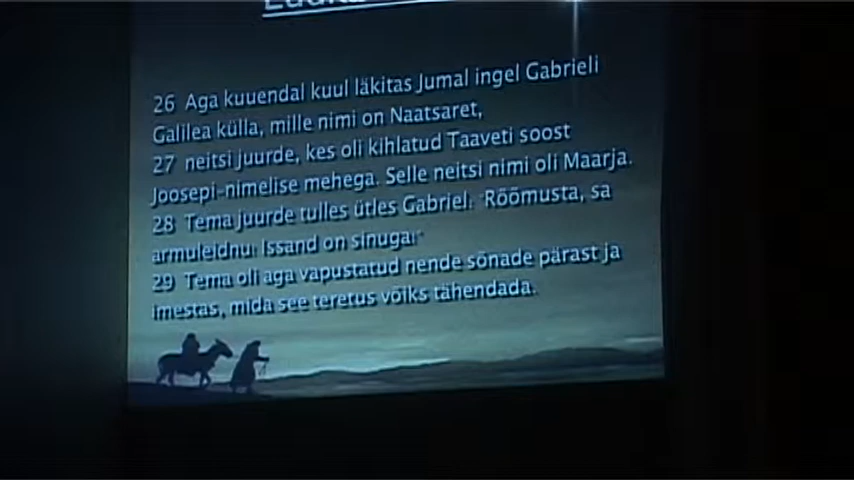 26 Aga kuuendal kuul läkitas Jumal ingel Gabrieli
Galilea külla, mille nimi on Naatsaret,
27 neitsi juurde, kes oli kihlatud Taaveti soost
Joosepi-nimelise mehega. Selle neitsi nimi oli Maarja.
28 Tema juurde tulles ütles Gabriel: "Rõõmusta, sa
armuleidnu! Issand on sinuga!"
29 Tema oli aga vapustatud nende sõnade pärast ja
imestas, mida see teretus võiks tähendada.